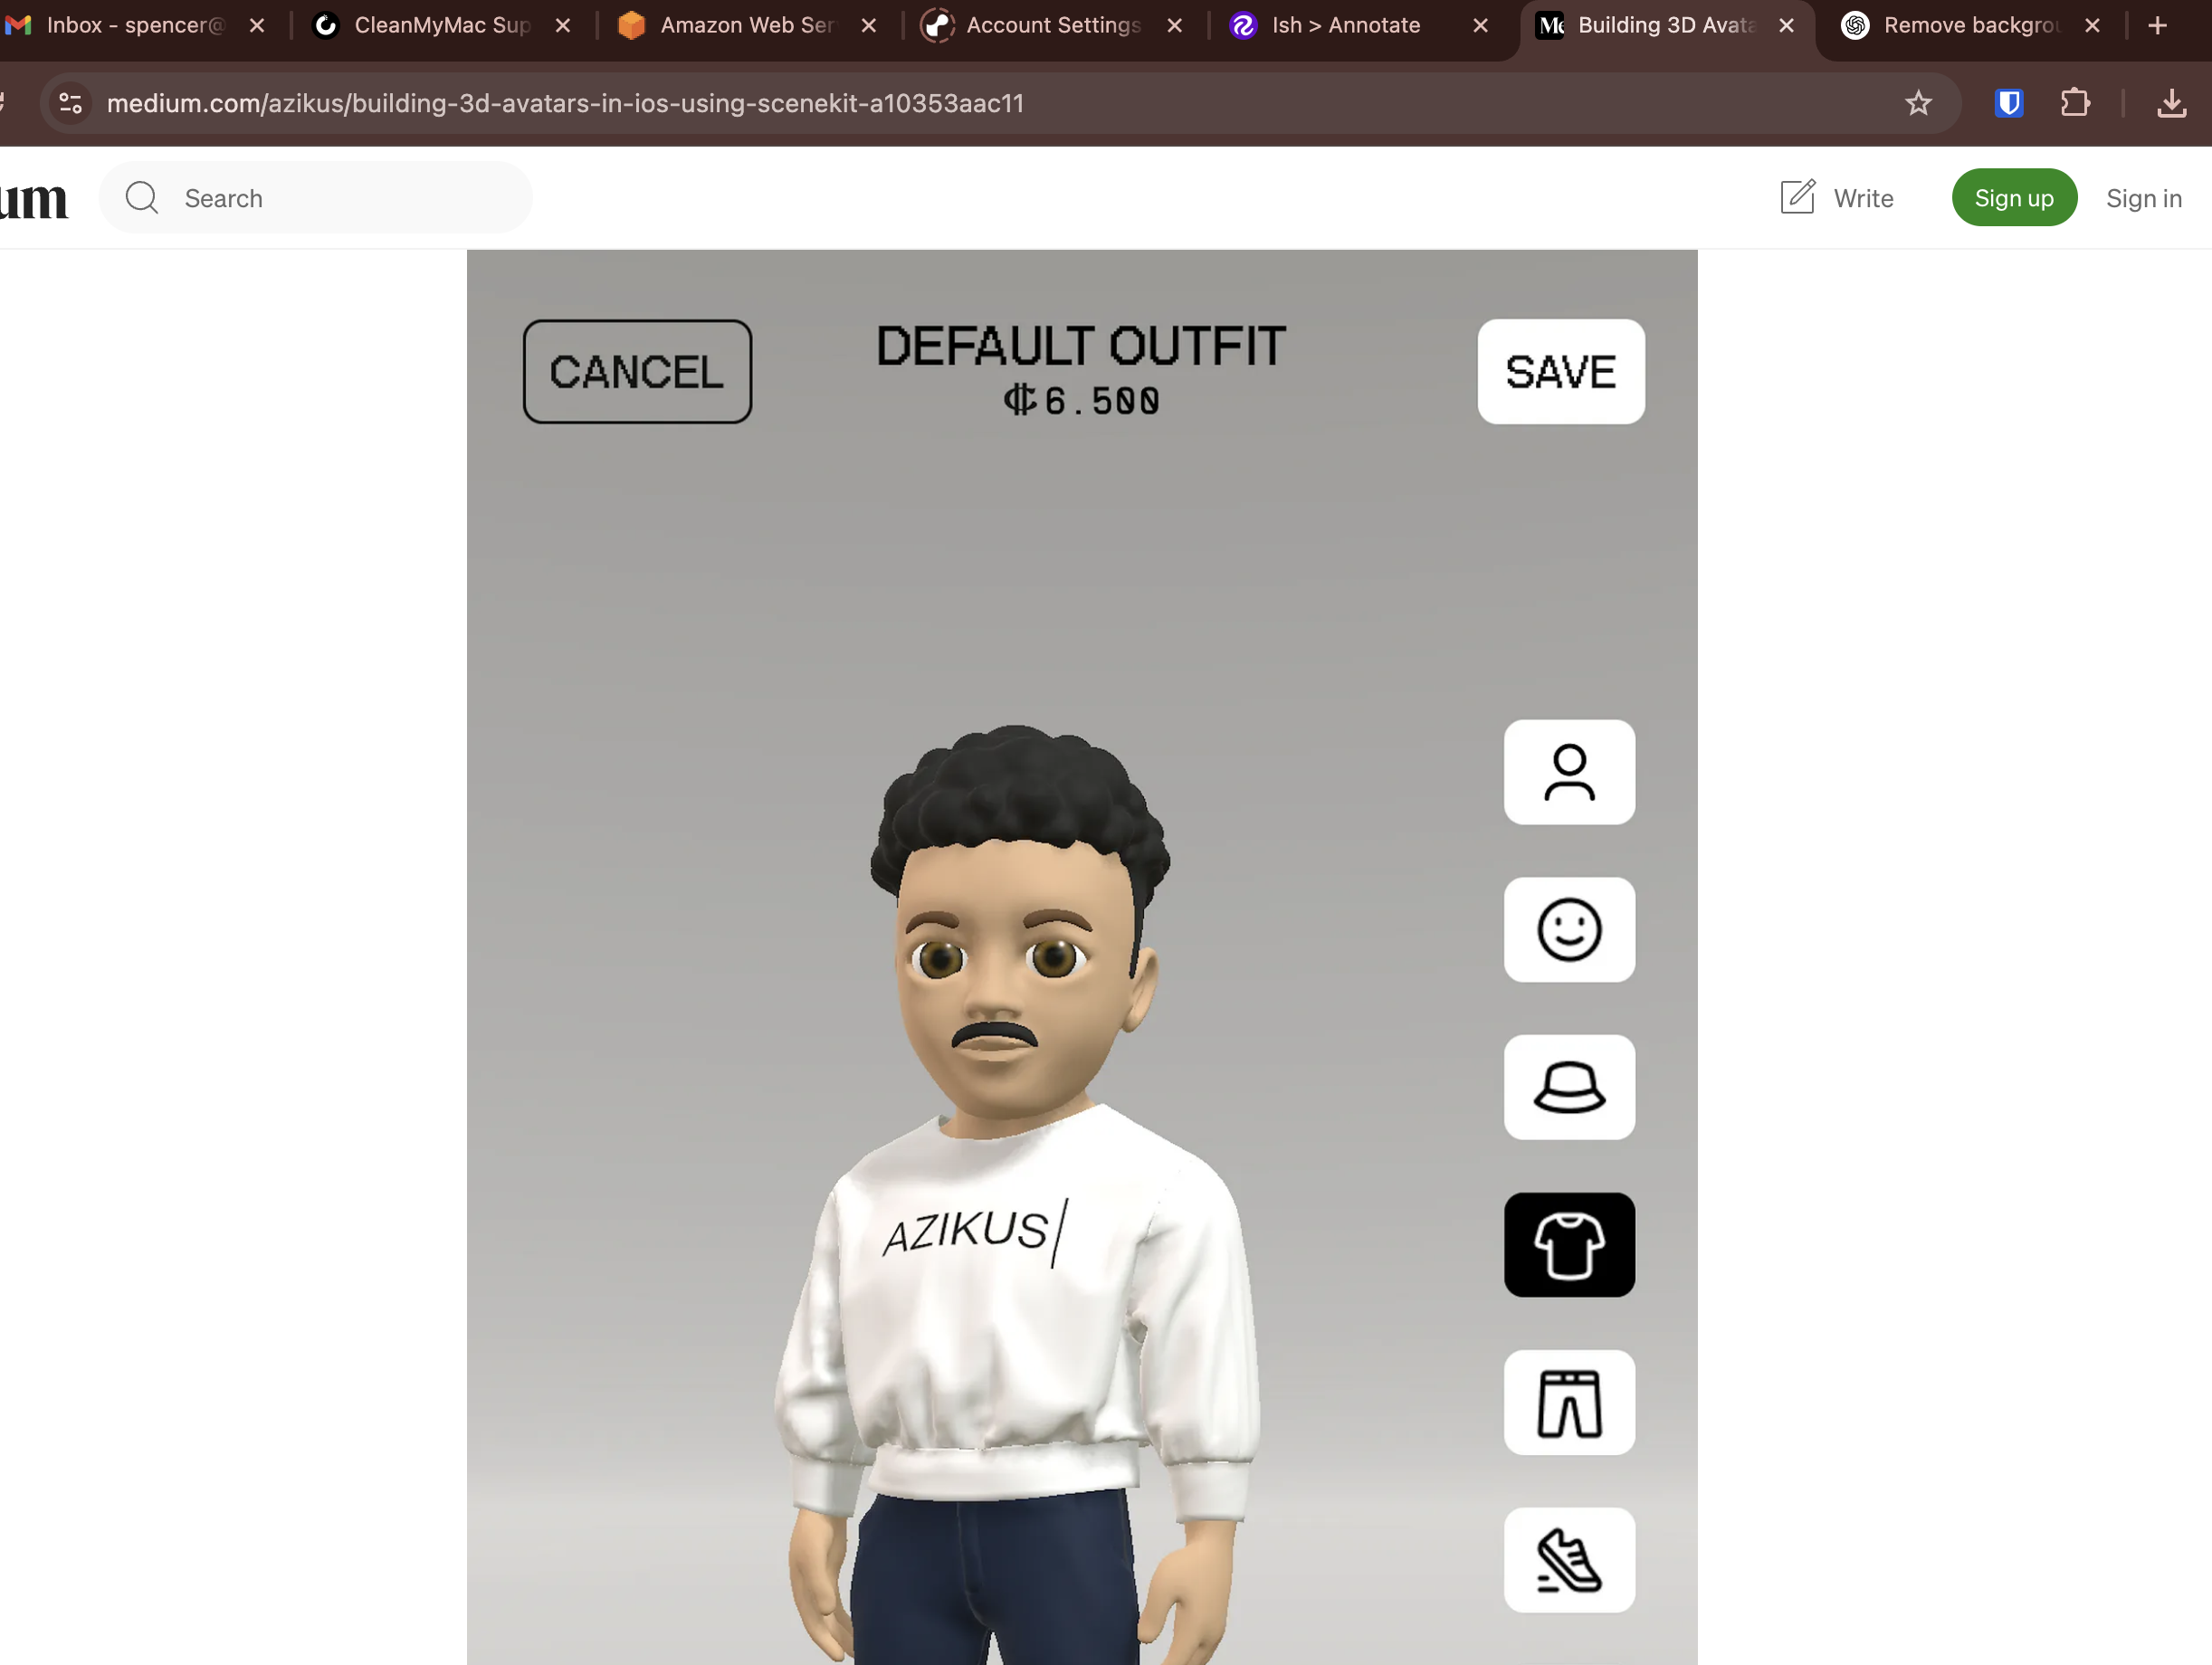 Inbox - spencer@
CleanMyMac Sup
Amazon Web Ser
Account Settings
Ish > Annotate
Building 3D Avata
Remove backgrou
medium.com/azikus/building-3d-avatars-in-ios-using-scenekit-a10353aac11
um
Search
Write
Sign up
Sign in
CANCEL
DEFAULT OUTFIT
6.500
SAVE
AZIKUS|